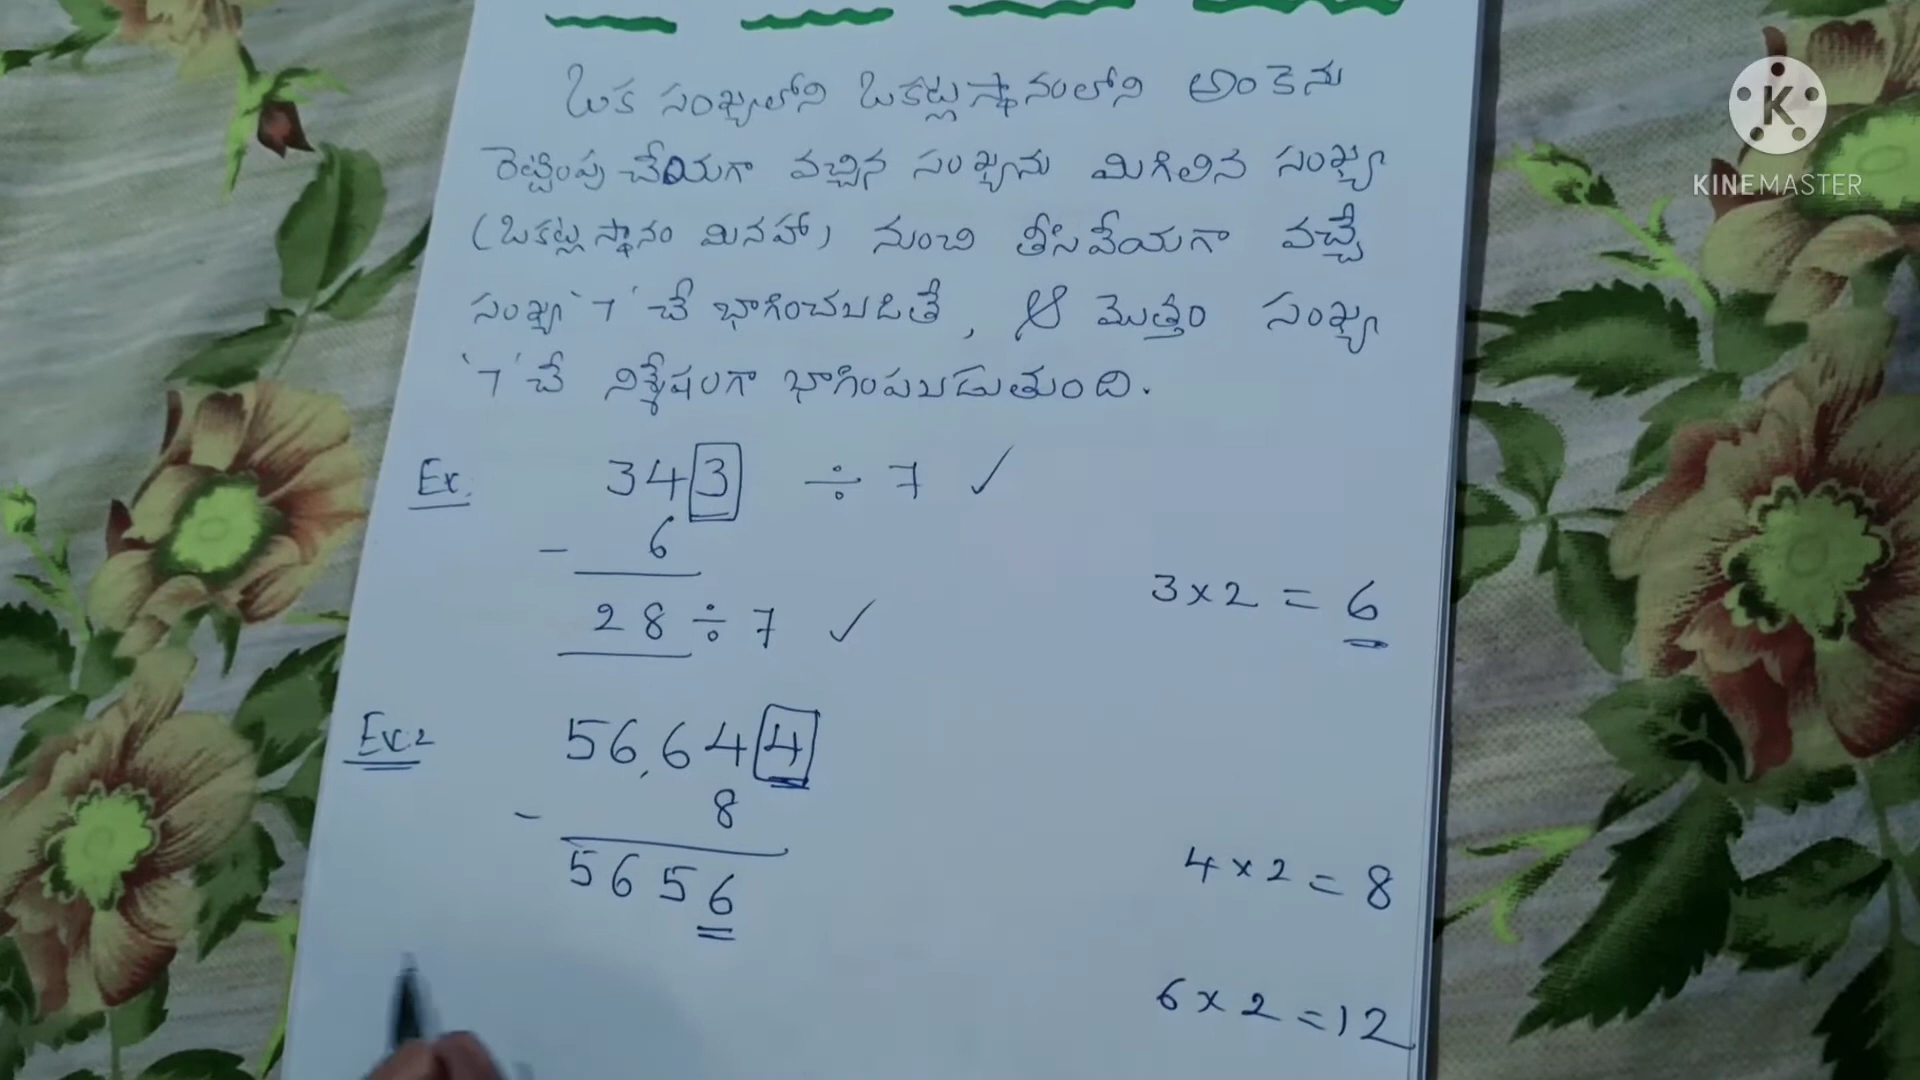 ఒక సంఖ్యలోని ఒకట్లస్థానంలోని అంకెను
రెట్టింపు చేయగా వచ్చిన సంఖ్యను మిగిలిన సంఖ్య
(ఒకట్ల స్థానం మినహా) నుంచి తీసివేయగా వచ్చే
సంఖ్య '7' చే భాగించబడితే, ఆ మొత్తం సంఖ్య
'7' చే నిశ్శేషంగా భాగింపబడుతుంది.
Ex. 343 ÷ 7 ✓
- 6
3 x 2 = 6
28 ÷ 7 ✓
Ex:2 56,644
- 8
5656
4 x 2 = 8
6 x 2 = 12
K
KINEMASTER